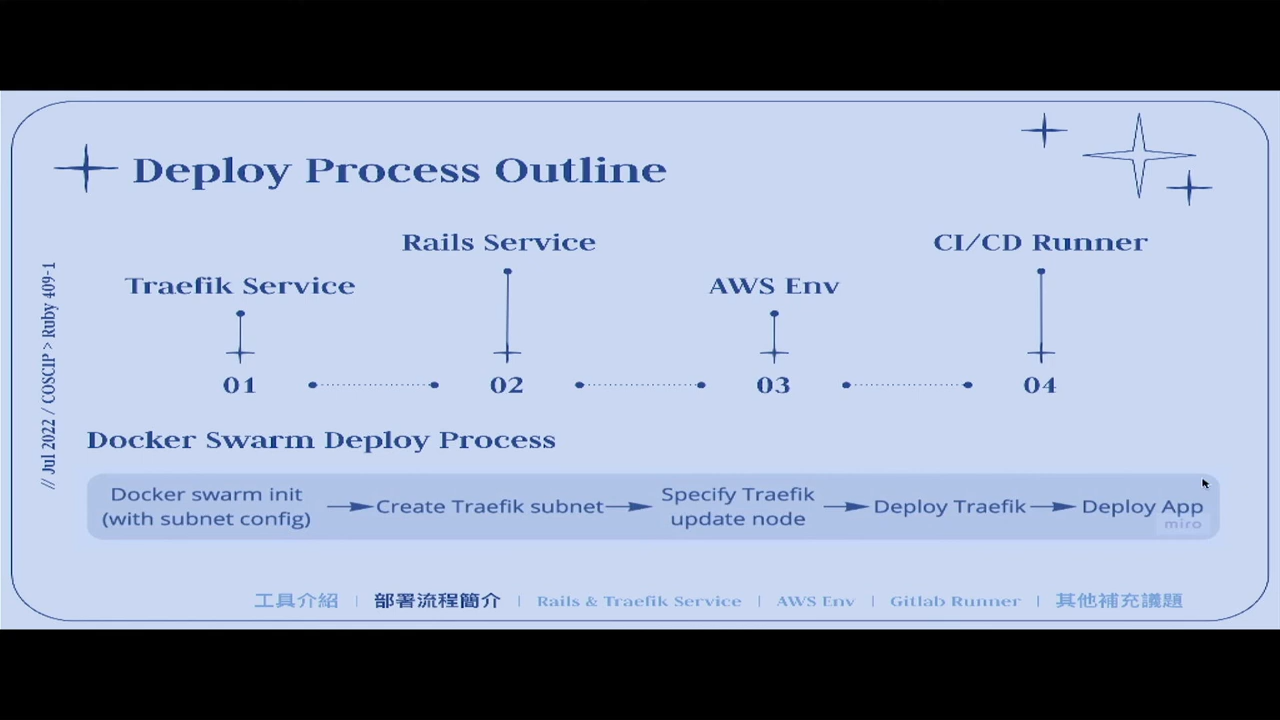 Deploy Process Outline
Rails Service
CI/CD Runner
Traefik Service
AWS Env
01
02
03
04
// Jul 2022 / COSCIP > Ruby 409-1
Docker Swarm Deploy Process
Docker swarm init
(with subnet config)
Create Traefik subnet
Specify Traefik
update node
Deploy Traefik
Deploy App
miro
工具介紹 | 部署流程簡介 | Rails & Traefik Service | AWS Env | Gitlab Runner | 其他補充議題